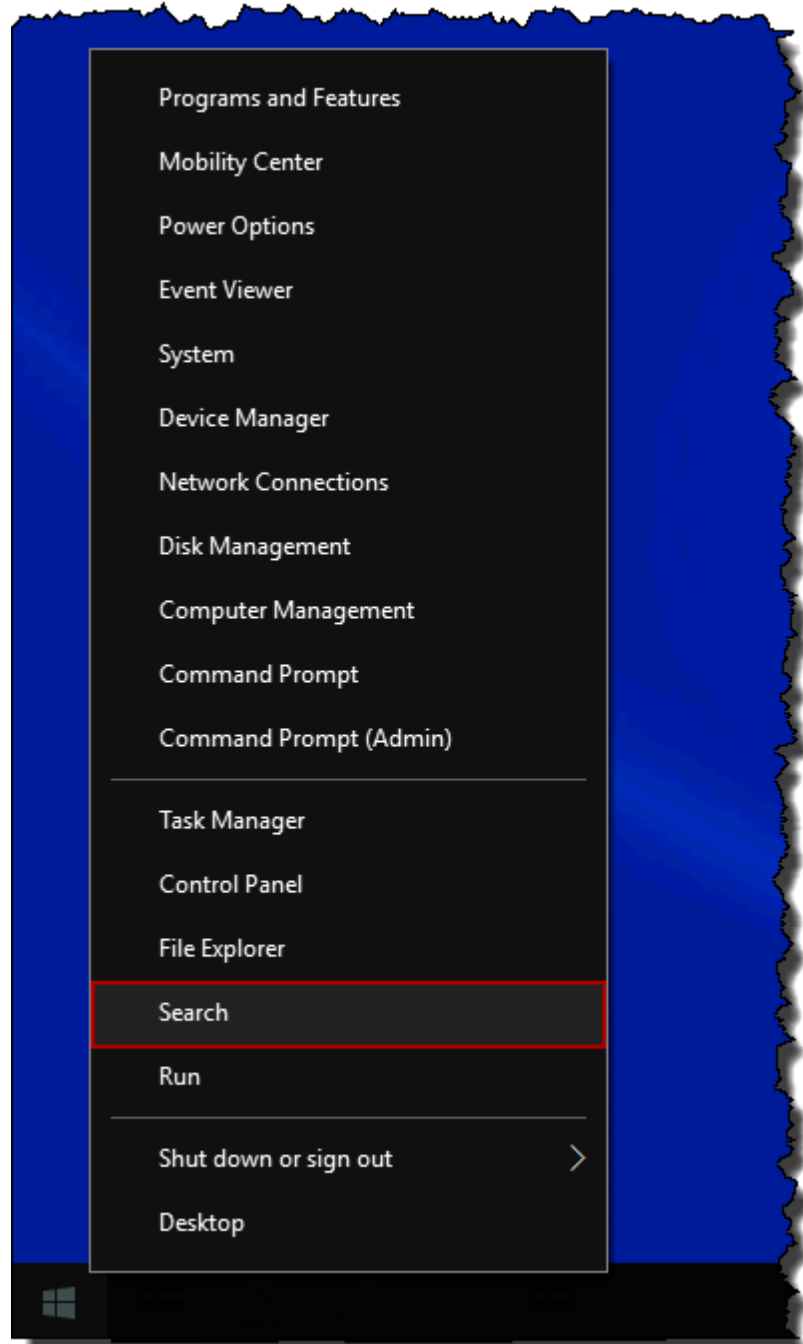 Programs and Features
Mobility Center
Power Options
Event Viewer
System
Device Manager
Network Connections
Disk Management
Computer Management
Command Prompt
Command Prompt (Admin)
Task Manager
Control Panel
File Explorer
Search
Run
Shut down or sign out
Desktop